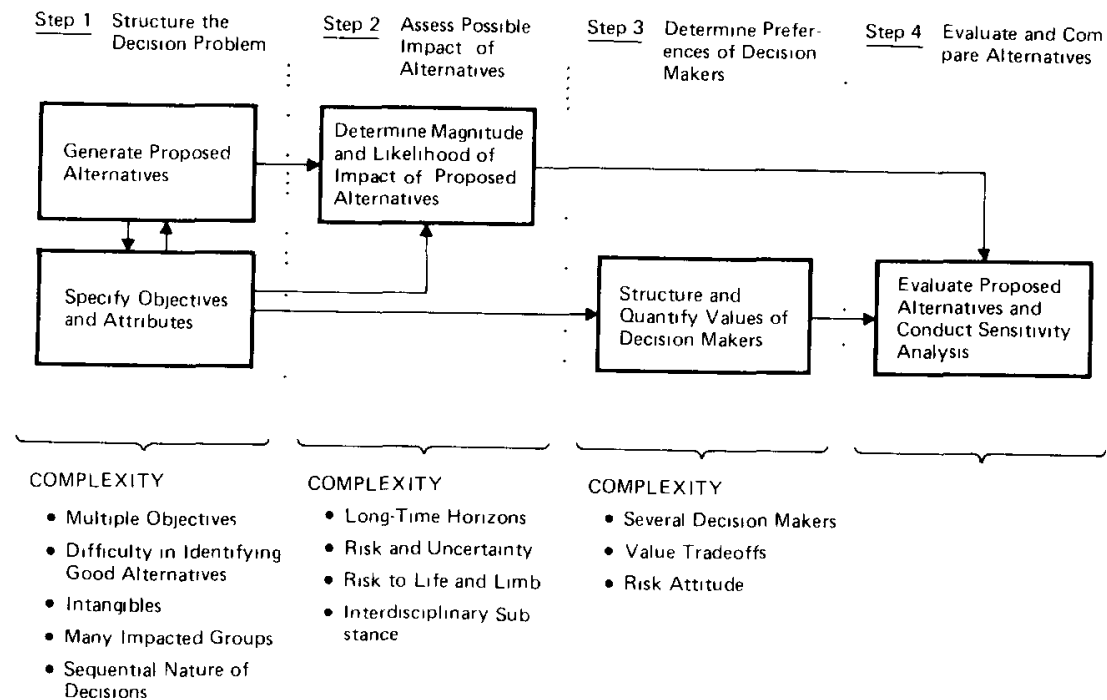 Step 1 Structure the
Decision Problem
Step 2 Assess Possible
Impact of
Alternatives
Step 3 Determine Prefer-
ences of Decision
Makers
Step 4 Evaluate and Com
pare Alternatives
Generate Proposed
Alternatives
Determine Magnitude
and Likelihood of
Impact of Proposed
Alternatives
Specify Objectives
and Attributes
Structure and
Quantify Values of
Decision Makers
Evaluate Proposed
Alternatives and
Conduct Sensitivity
Analysis
COMPLEXITY
• Multiple Objectives
• Difficulty in Identifying
Good Alternatives
• Intangibles
• Many Impacted Groups
• Sequential Nature of
Decisions
COMPLEXITY
• Long-Time Horizons
• Risk and Uncertainty
• Risk to Life and Limb
• Interdisciplinary Sub
stance
COMPLEXITY
• Several Decision Makers
• Value Tradeoffs
• Risk Attitude